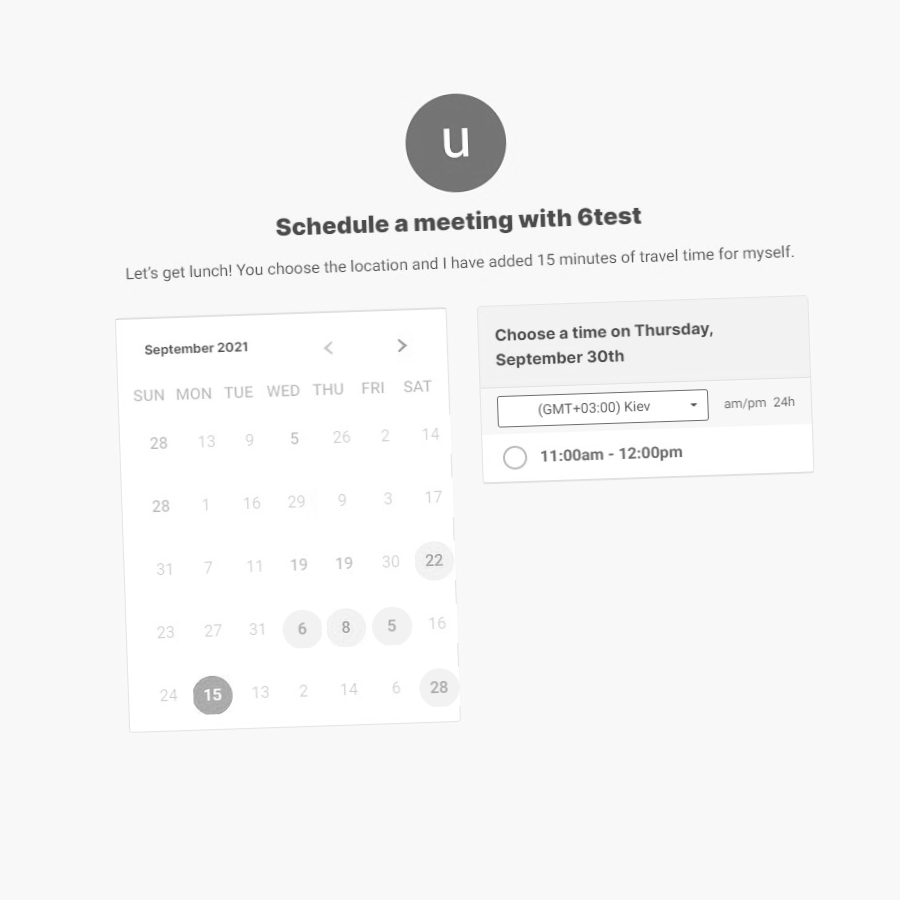 u
Schedule a meeting with 6test
Let's get lunch! You choose the location and I have added 15 minutes of travel time for myself.
September 2021
SUN MON TUE WED THU FRI SAT
28 13 9 5 26 2 14
28 1 16 29 9 3 17
31 7 11 19 19 30 22
23 27 31 6 8 5 16
24 15 13 2 14 6 28
Choose a time on Thursday,
September 30th
(GMT+03:00) Kiev am/pm 24h
11:00am - 12:00pm